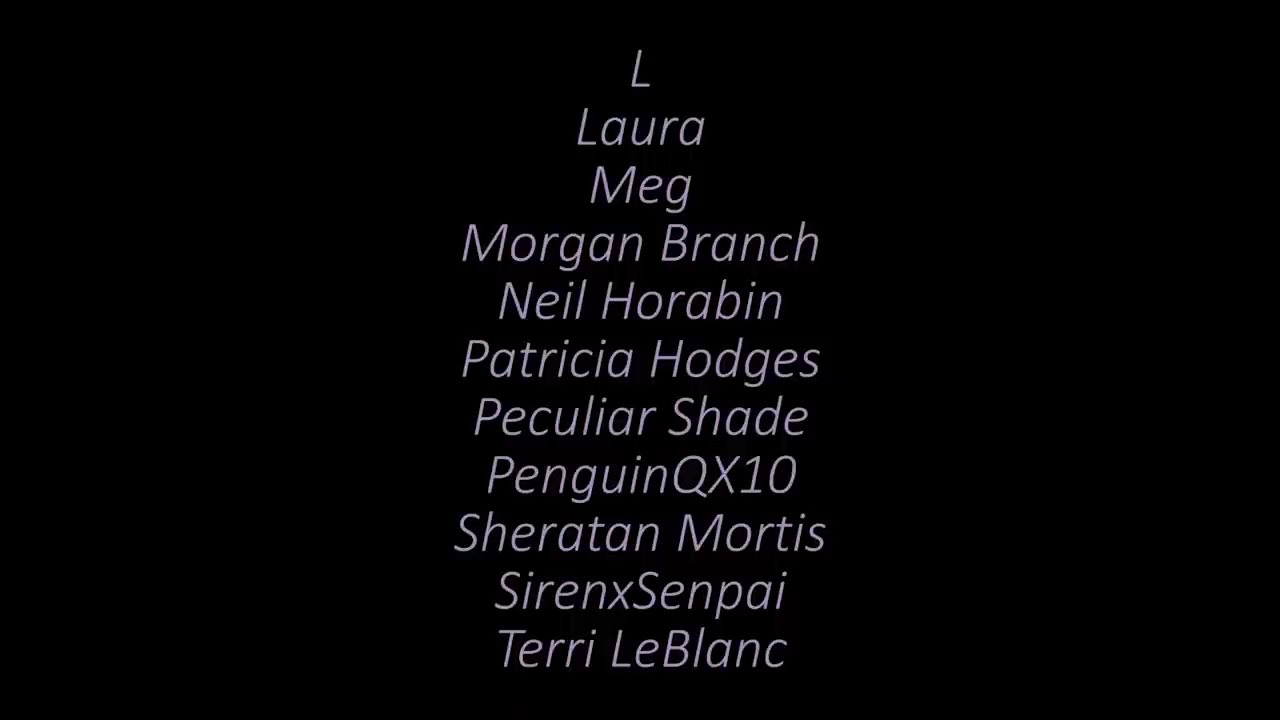 L
Laura
Meg
Morgan Branch
Neil Horabin
Patricia Hodges
Peculiar Shade
PenguinQX10
Sheratan Mortis
SirenxSenpai
Terri LeBlanc